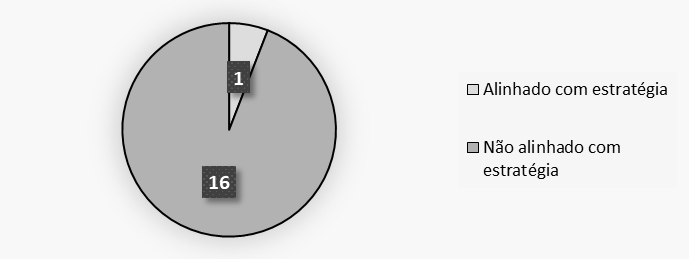 1
16
Alinhado com estratégia
Não alinhado com
estratégia